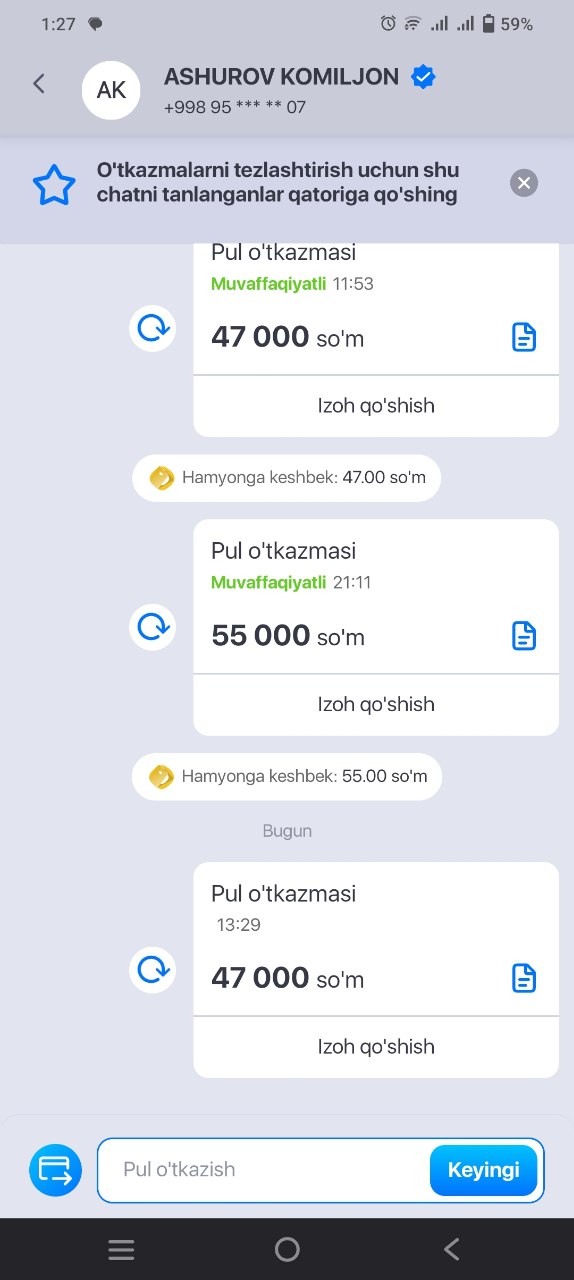 1:27
59%
AK
ASHUROV KOMILJON
+998 95 *** ** 07
O'tkazmalarni tezlashtirish uchun shu
chatni tanlanganlar qatoriga qo'shing
Pul o'tkazmasi
Muvaffaqiyatli 11:53
47 000 so'm
Izoh qo'shish
Hamyonga keshbek: 47.00 so'm
Pul o'tkazmasi
Muvaffaqiyatli 21:11
55 000 so'm
Izoh qo'shish
Hamyonga keshbek: 55.00 so'm
Bugun
Pul o'tkazmasi
13:29
47 000 so'm
Izoh qo'shish
Pul o'tkazish
Keyingi